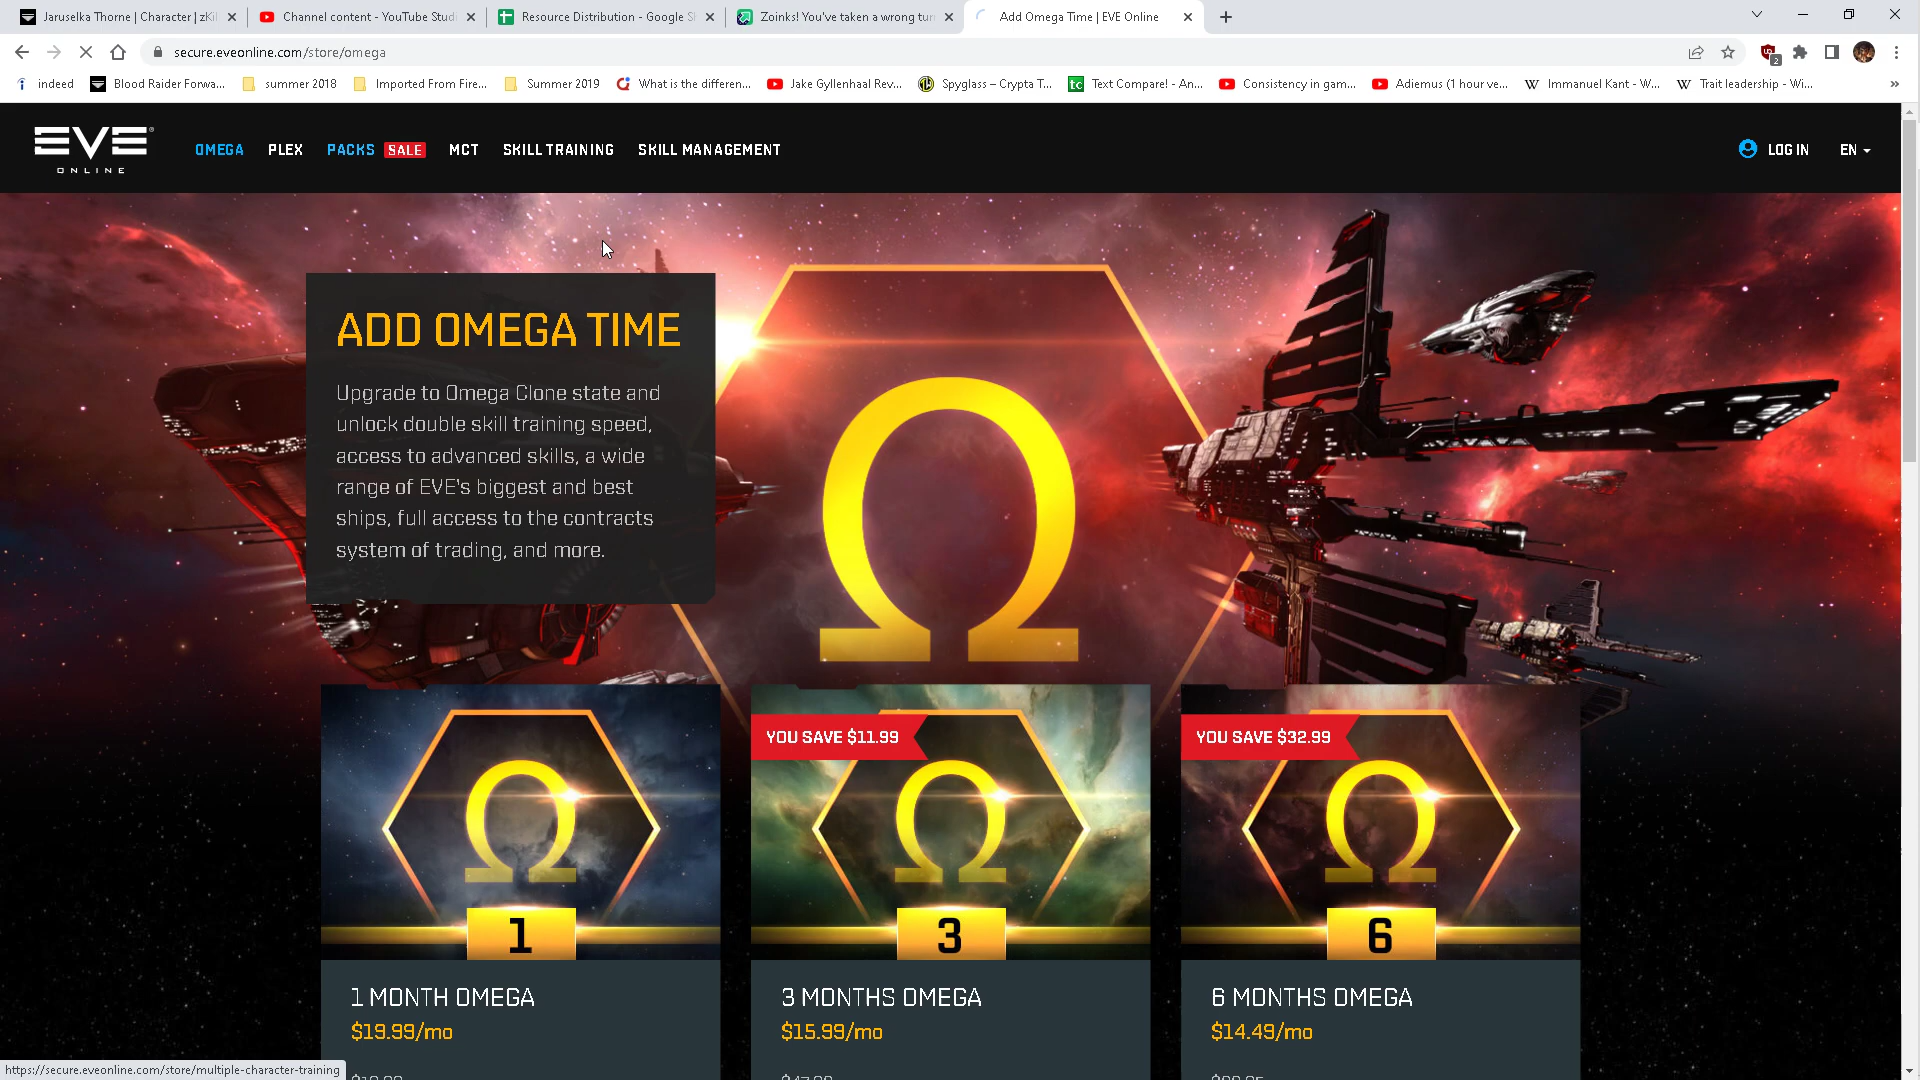 Jaruselka Thorne | Character | zKil
Channel content - YouTube Studi
Resource Distribution - Google S
Zoinks! You've taken a wrong tur
Add Omega Time | EVE Online
secure.eveonline.com/store/omega
2
indeed
Blood Raider Forwa...
summer 2018
Imported From Fire...
Summer 2019
What is the differen...
Jake Gyllenhaal Rev...
Spyglass – Crypta T...
tc
Text Compare! - An...
Consistency in gam...
Adiemus (1 hour ve...
W
Immanuel Kant - W...
W
Trait leadership - Wi...
»
EVE
ONLINE
OMEGA
PLEX
PACKS
SALE
MCT
SKILL TRAINING
SKILL MANAGEMENT
LOG IN
EN
ADD OMEGA TIME
Upgrade to Omega Clone state and
unlock double skill training speed,
access to advanced skills, a wide
range of EVE's biggest and best
ships, full access to the contracts
system of trading, and more.
Ω
YOU SAVE $11.99
YOU SAVE $32.99
Ω
Ω
Ω
1
3
6
1 MONTH OMEGA
3 MONTHS OMEGA
6 MONTHS OMEGA
$19.99/mo
$15.99/mo
$14.49/mo
https://secure.eveonline.com/store/multiple-character-training